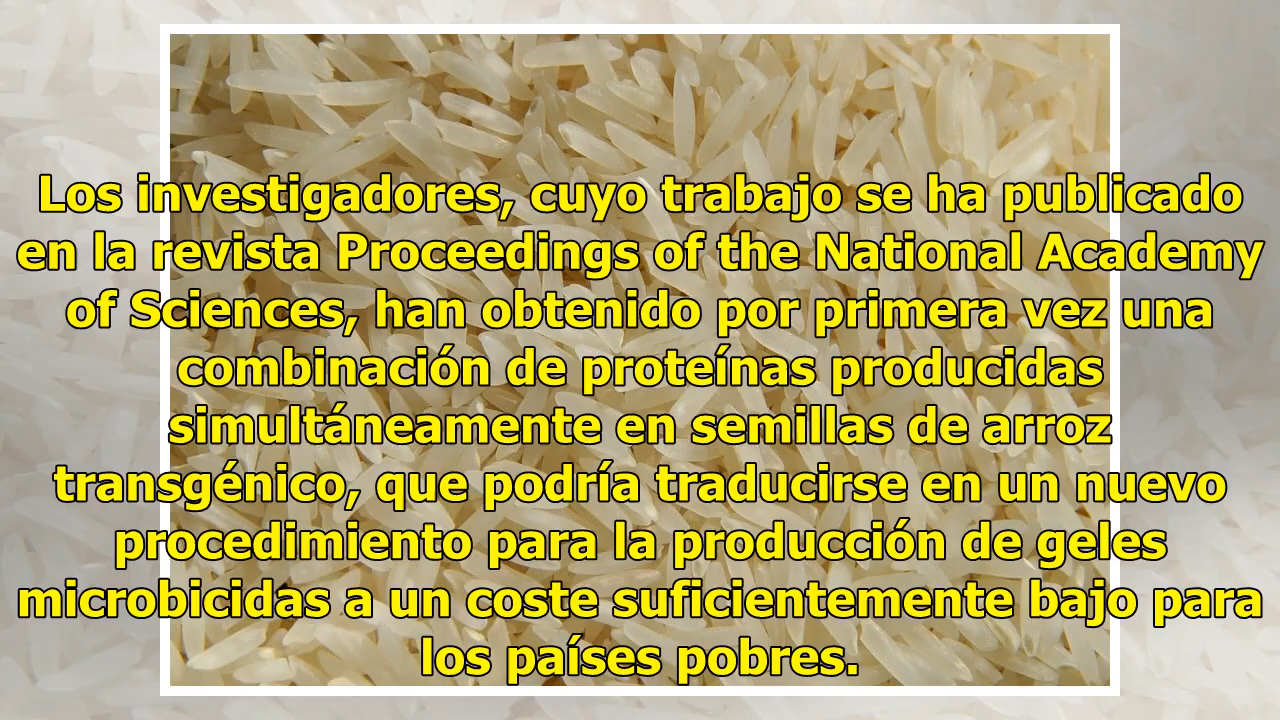 Los investigadores, cuyo trabajo se ha publicado
en la revista Proceedings of the National Academy
of Sciences, han obtenido por primera vez una
combinación de proteínas producidas
simultáneamente en semillas de arroz
transgénico, que podría traducirse en un nuevo
procedimiento para la producción de geles
microbicidas a un coste suficientemente bajo para
los países pobres.